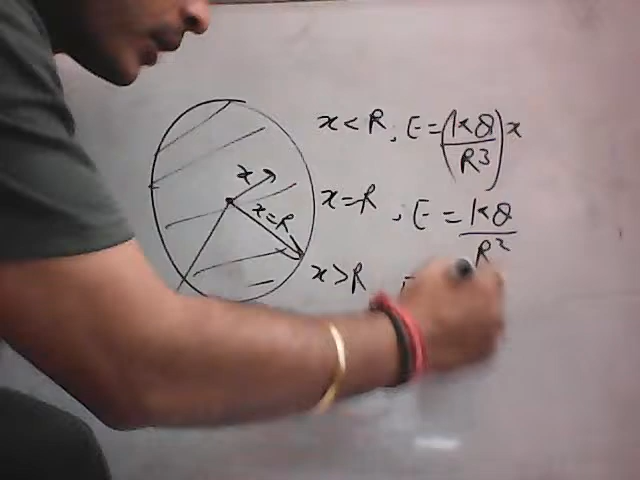 x < R, E = (KQ/R³)x
x
x=R
x=R, E = KQ/R²
x>R